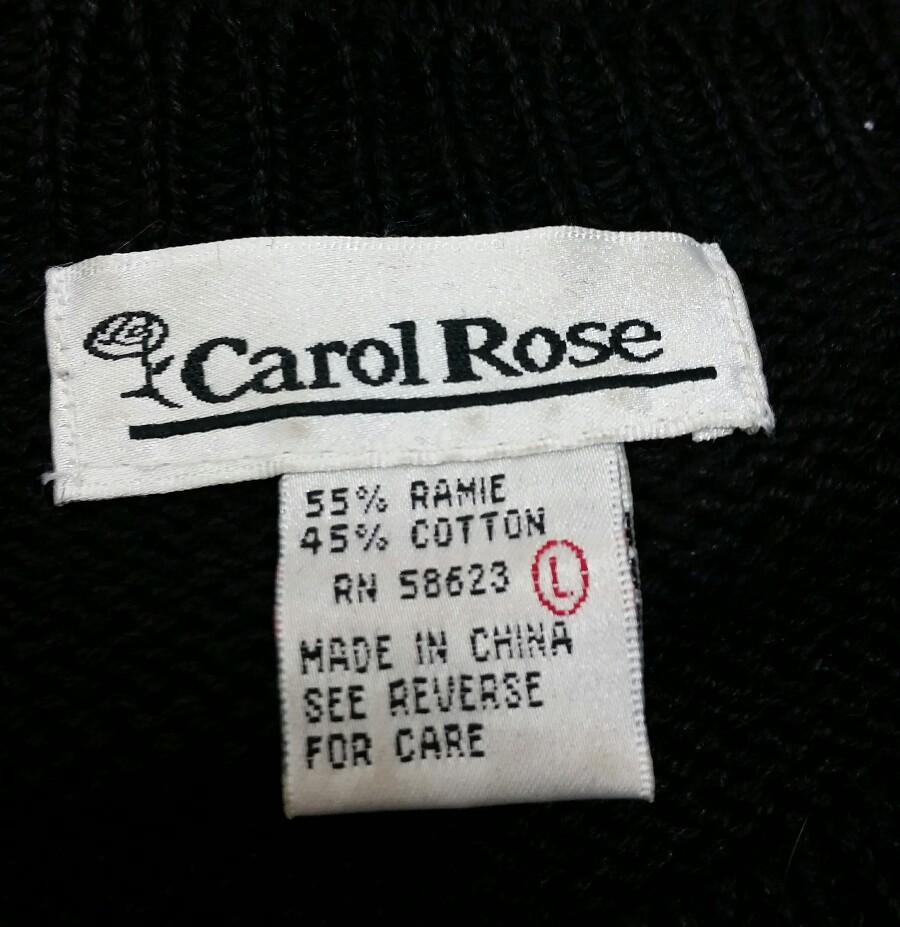 Carol Rose
55% RAMIE
45% COTTON
RN 58623 L
MADE IN CHINA
SEE REVERSE
FOR CARE